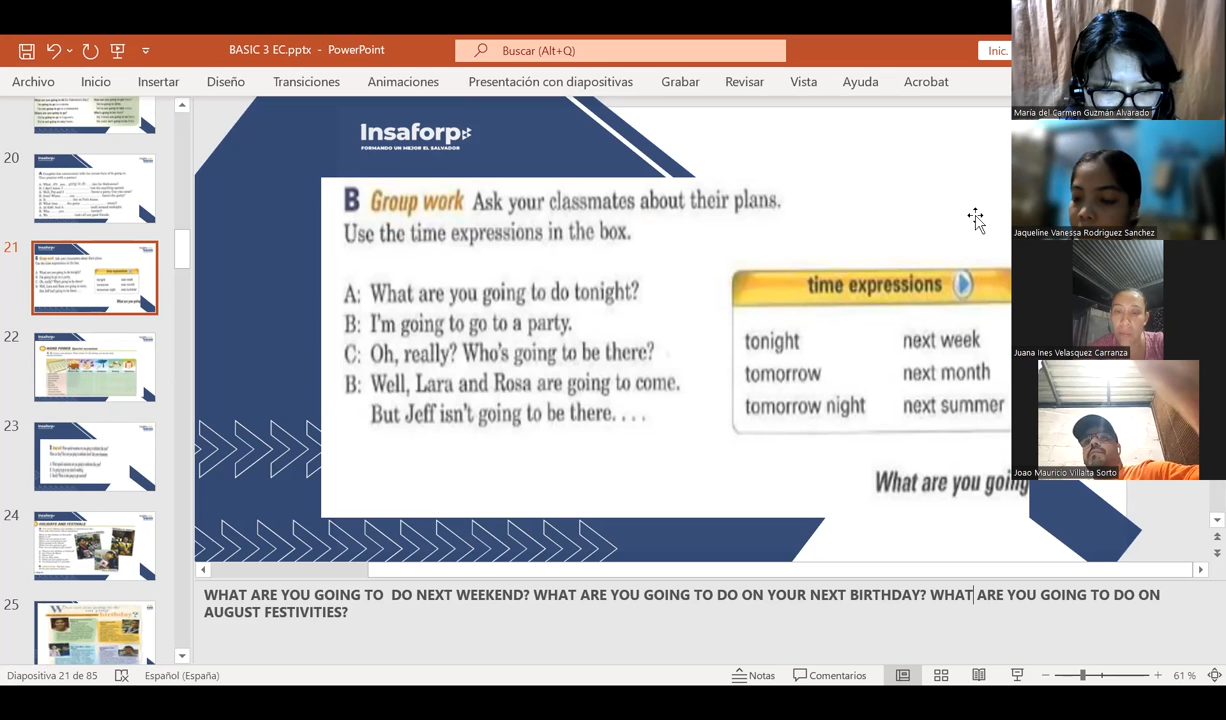 BASIC 3 EC.pptx - PowerPoint
Buscar (Alt+Q)
Inic.
Archivo Inicio Insertar Diseño Transiciones Animaciones Presentación con diapositivas Grabar Revisar Vista Ayuda Acrobat
20
21
22
23
24
25
Insaforp
FORMANDO UN MEJOR EL SALVADOR
B Group work Ask your classmates about their plans.
Use the time expressions in the box.
A: What are you going to do tonight?
B: I'm going to go to a party.
C: Oh, really? Who's going to be there?
B: Well, Lara and Rosa are going to come.
But Jeff isn't going to be there. . . .
time expressions
tonight next week
tomorrow next month
tomorrow night next summer
What are you going
María del Carmen Guzmán Alvarado
Jaqueline Vanessa Rodriguez Sanchez
Juana Ines Velasquez Carranza
Joao Mauricio Villalta Sorto
WHAT ARE YOU GOING TO  DO NEXT WEEKEND? WHAT ARE YOU GOING TO DO ON YOUR NEXT BIRTHDAY? WHAT ARE YOU GOING TO DO ON
AUGUST FESTIVITIES?
Diapositiva 21 de 85 Español (España) Notas Comentarios 61 %